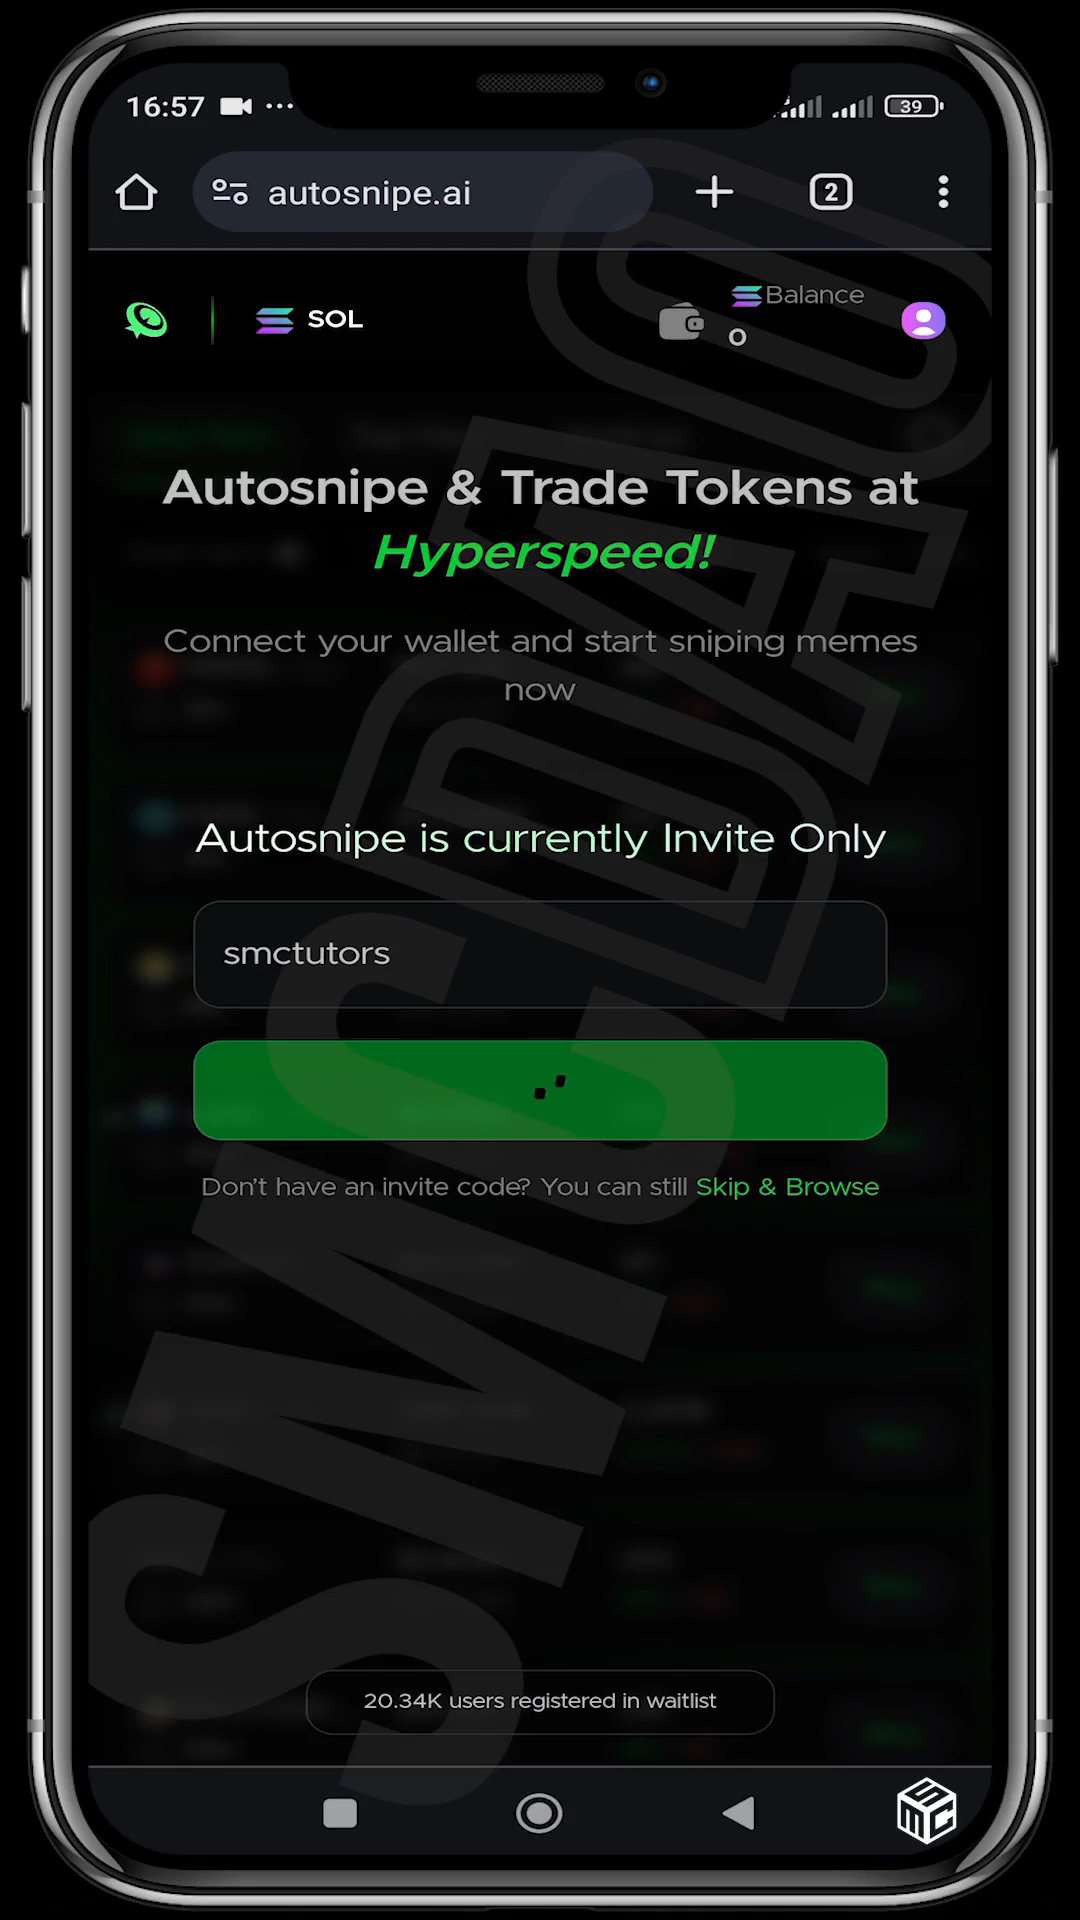 16:57
39
autosnipe.ai
2
SOL
Balance
0
Autosnipe & Trade Tokens at
Hyperspeed!
Connect your wallet and start sniping memes
now
Autosnipe is currently Invite Only
smctutors
Don't have an invite code? You can still Skip & Browse
20.34K users registered in waitlist
SMCDAO
SMC